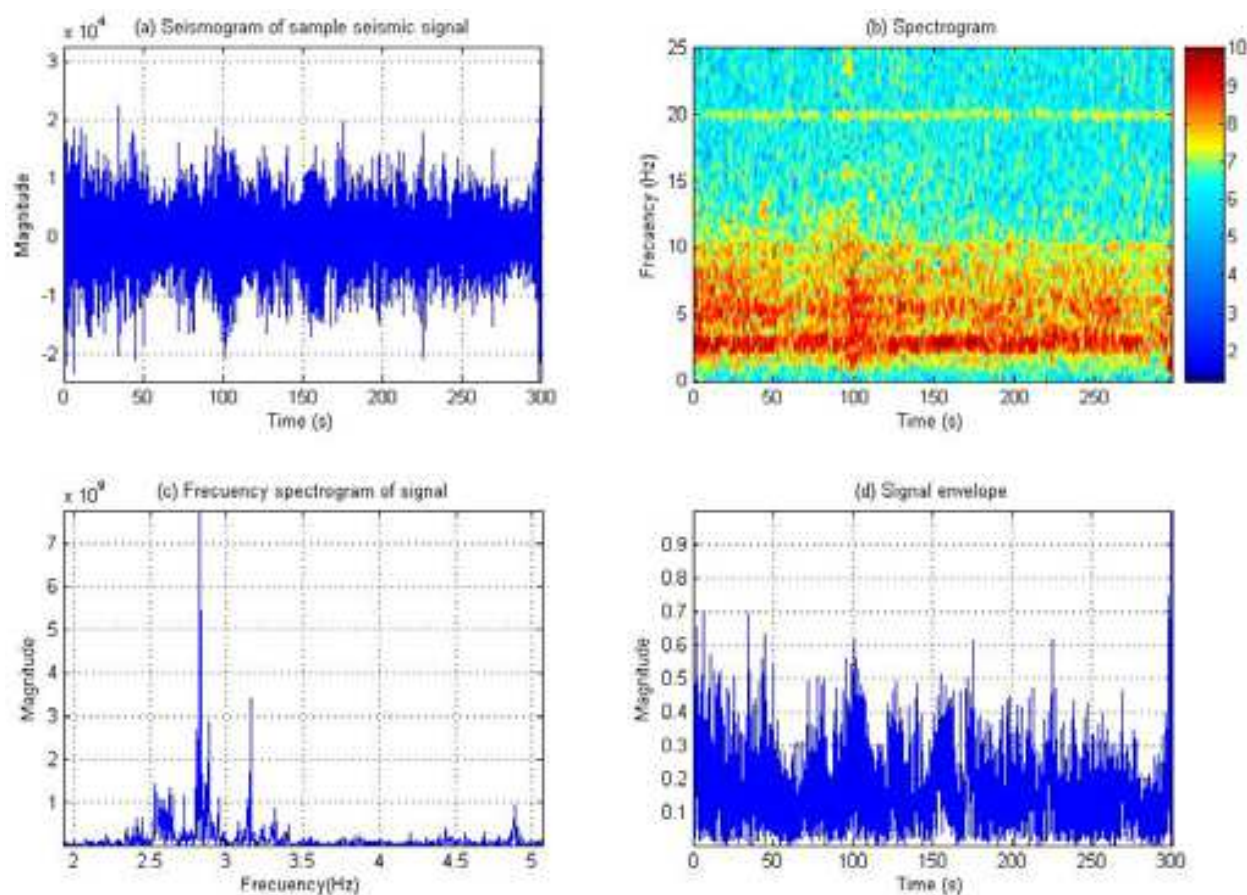 (a) Seismogram of sample seismic signal
x 10^4
3
2
1
0
-1
-2
Magnitude
0 50 100 150 200 250 300
Time (s)
(b) Spectrogram
25
20
15
10
5
0
Frecuency (Hz)
0 50 100 150 200 250
Time (s)
10
9
8
7
6
5
4
3
2
(c) Frecuency spectrogram of signal
x 10^9
7
6
5
4
3
2
1
Magnitude
2 2.5 3 3.5 4 4.5 5
Frecuency(Hz)
(d) Signal envelope
0.9
0.8
0.7
0.6
0.5
0.4
0.3
0.2
0.1
Magnitude
0 50 100 150 200 250 300
Time (s)